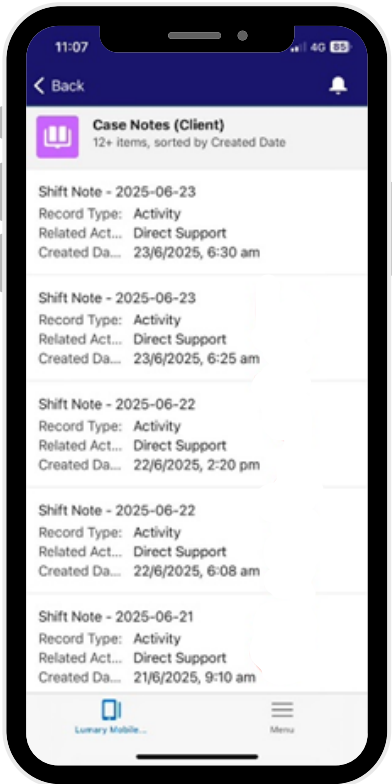 11:07
4G 85
Back
Case Notes (Client)
12+ items, sorted by Created Date
Shift Note - 2025-06-23
Record Type: Activity
Related Act... Direct Support
Created Da... 23/6/2025, 6:30 am
Shift Note - 2025-06-23
Record Type: Activity
Related Act... Direct Support
Created Da... 23/6/2025, 6:25 am
Shift Note - 2025-06-22
Record Type: Activity
Related Act... Direct Support
Created Da... 22/6/2025, 2:20 pm
Shift Note - 2025-06-22
Record Type: Activity
Related Act... Direct Support
Created Da... 22/6/2025, 6:08 am
Shift Note - 2025-06-21
Record Type: Activity
Related Act... Direct Support
Created Da... 21/6/2025, 9:10 am
Lumary Mobile...
Menu